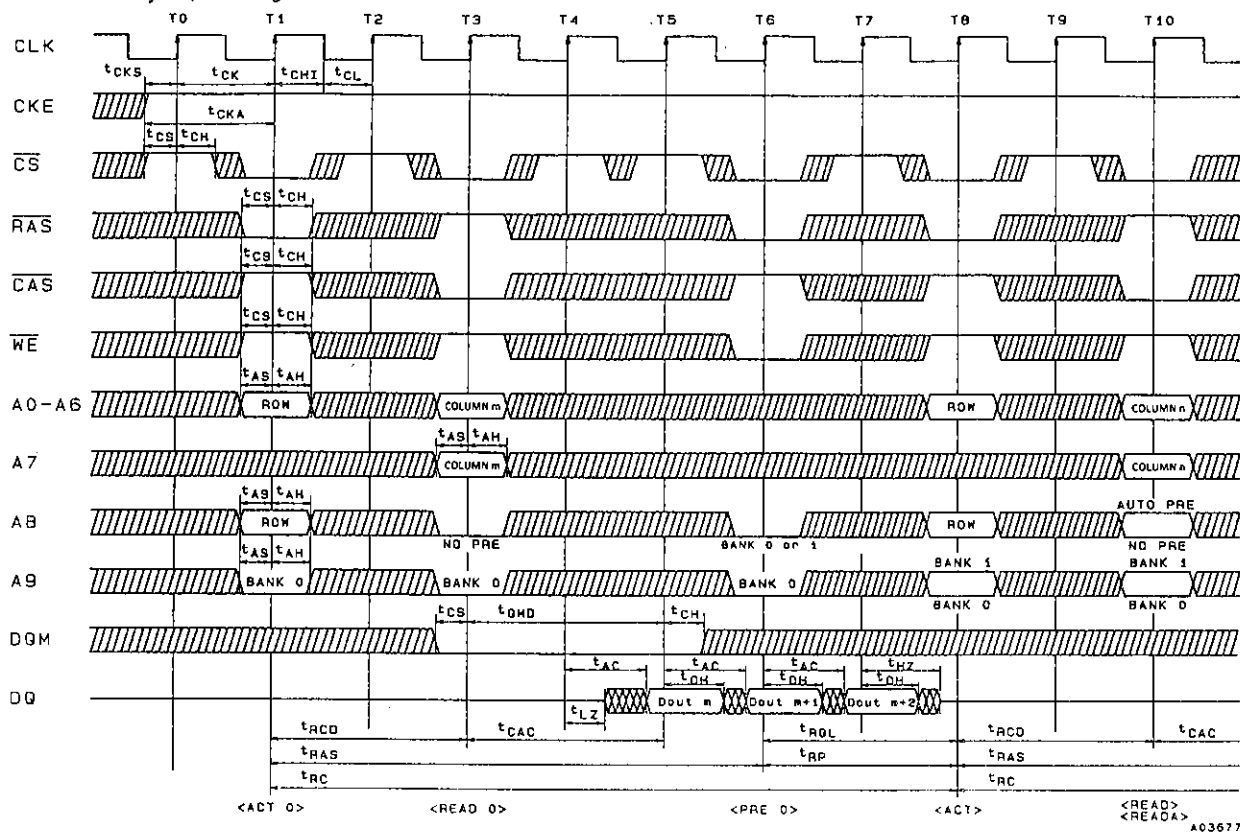 T0 T1 T2 T3 T4 T5 T6 T7 T8 T9 T10
CLK
tCKS tCK tCHI tCL
CKE
tCKA
tCS tCH
CS
tCS tCH
RAS
tCS tCH
CAS
tCS tCH
WE
tAS tAH
A0-A6 ROW COLUMN m ROW COLUMN n
tAS tAH
A7 COLUMN m COLUMN n
tAS tAH AUTO PRE
A8 ROW ROW
tAS tAH NO PRE BANK 0 or 1 NO PRE
BANK 1 BANK 1
A9 BANK 0 BANK 0 BANK 0
BANK 0 BANK 0
tCS tQMD tCH
DQM
tAC tAC tAC tHZ
tOH tOH tOH
DQ Dout m Dout m+1 Dout m+2
tLZ
tRCD tCAC tRQL tRCD tCAC
tRAS tRP tRAS
tRC tRC
<ACT 0> <READ 0> <PRE 0> <ACT> <READ>
<READA>
A03677